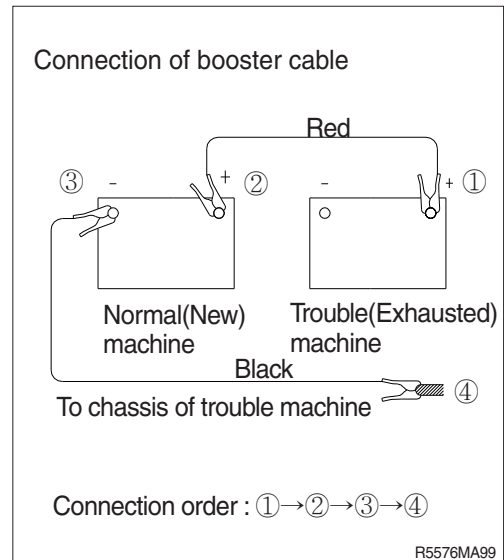 Connection of booster cable
Red
③ - + ② - + ①
Normal(New)
machine
Trouble(Exhausted)
machine
Black
④
To chassis of trouble machine
Connection order : ①→②→③→④
R5576MA99